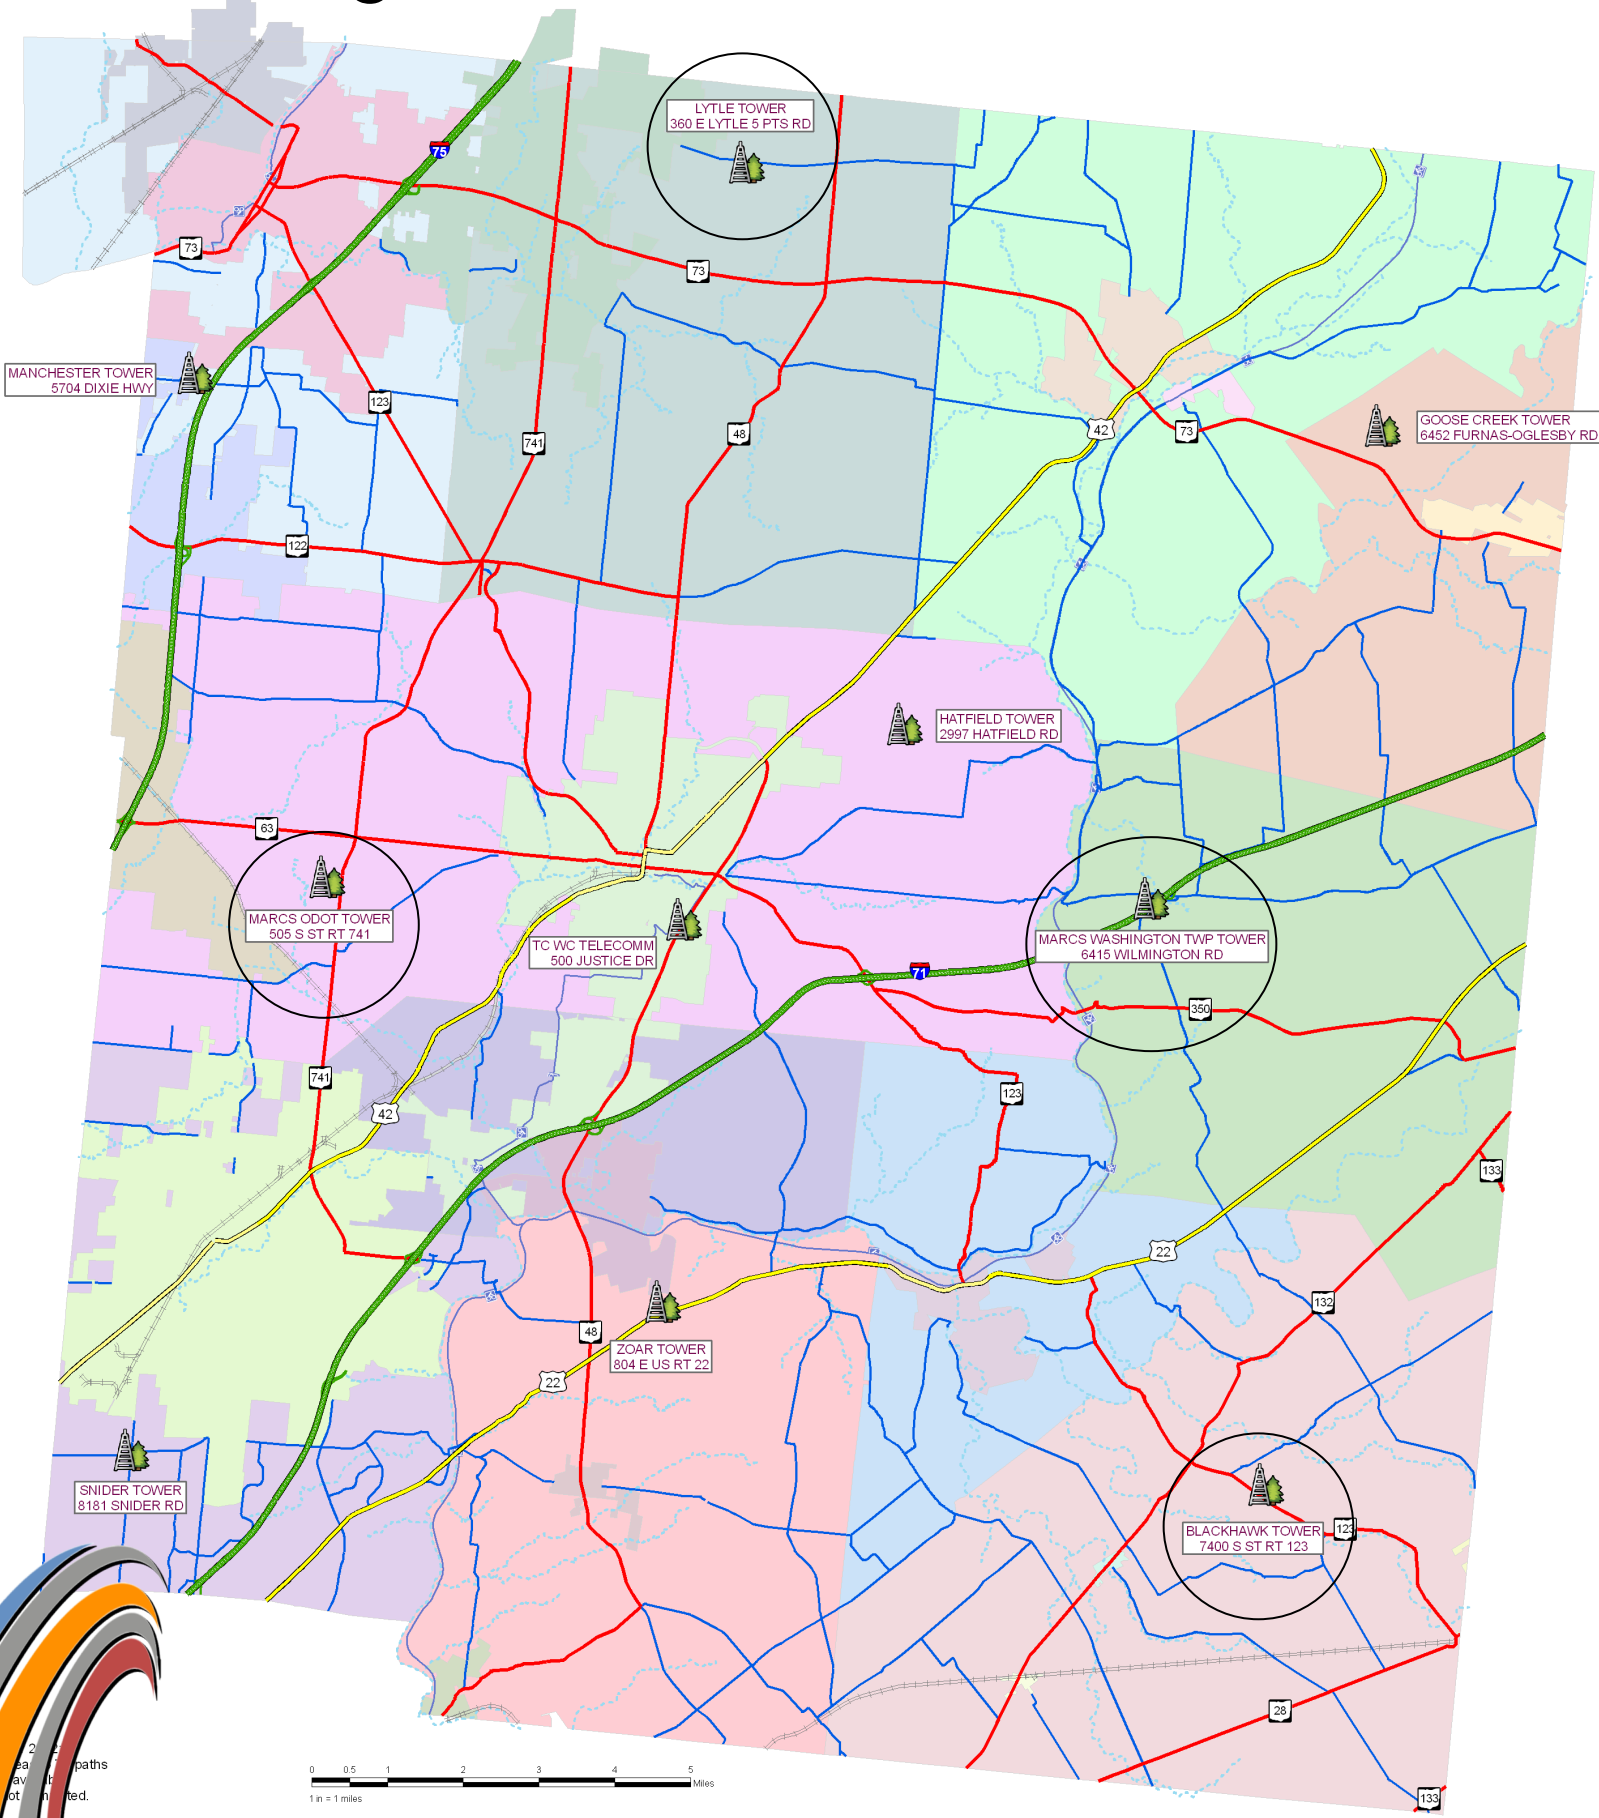 LYTLE TOWER
360 E LYTLE 5 PTS RD
75
73
73
MANCHESTER TOWER
5704 DIXIE HWY
123
741
48
42
73
GOOSE CREEK TOWER
6452 FURNAS-OGLESBY RD
122
HATFIELD TOWER
2997 HATFIELD RD
63
MARCS ODOT TOWER
505 S ST RT 741
TC WC TELECOMM
500 JUSTICE DR
71
MARCS WASHINGTON TWP TOWER
6415 WILMINGTON RD
350
741
42
123
133
22
132
48
ZOAR TOWER
804 E US RT 22
22
SNIDER TOWER
8181 SNIDER RD
BLACKHAWK TOWER
7400 S ST RT 123
123
28
133
paths
0 0.5 1 2 3 4 5
Miles
1 in = 1 miles